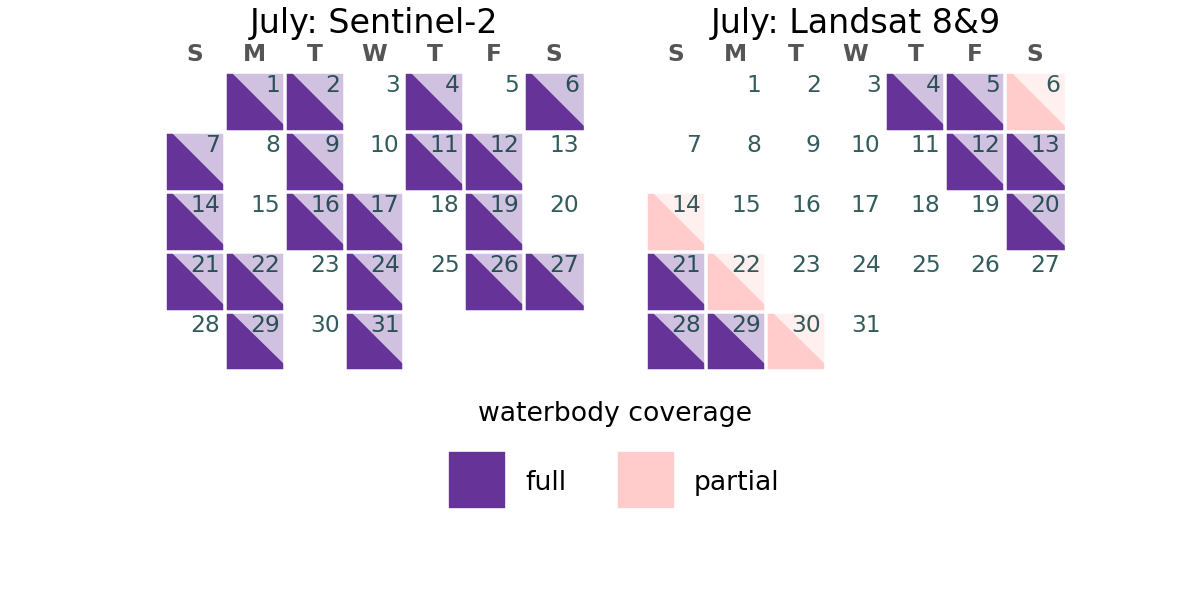 July: Sentinel-2
S M T W T F S
1 2 3 4 5 6
7 8 9 10 11 12 13
14 15 16 17 18 19 20
21 22 23 24 25 26 27
28 29 30 31
July: Landsat 8&9
S M T W T F S
1 2 3 4 5 6
7 8 9 10 11 12 13
14 15 16 17 18 19 20
21 22 23 24 25 26 27
28 29 30 31
waterbody coverage
full partial